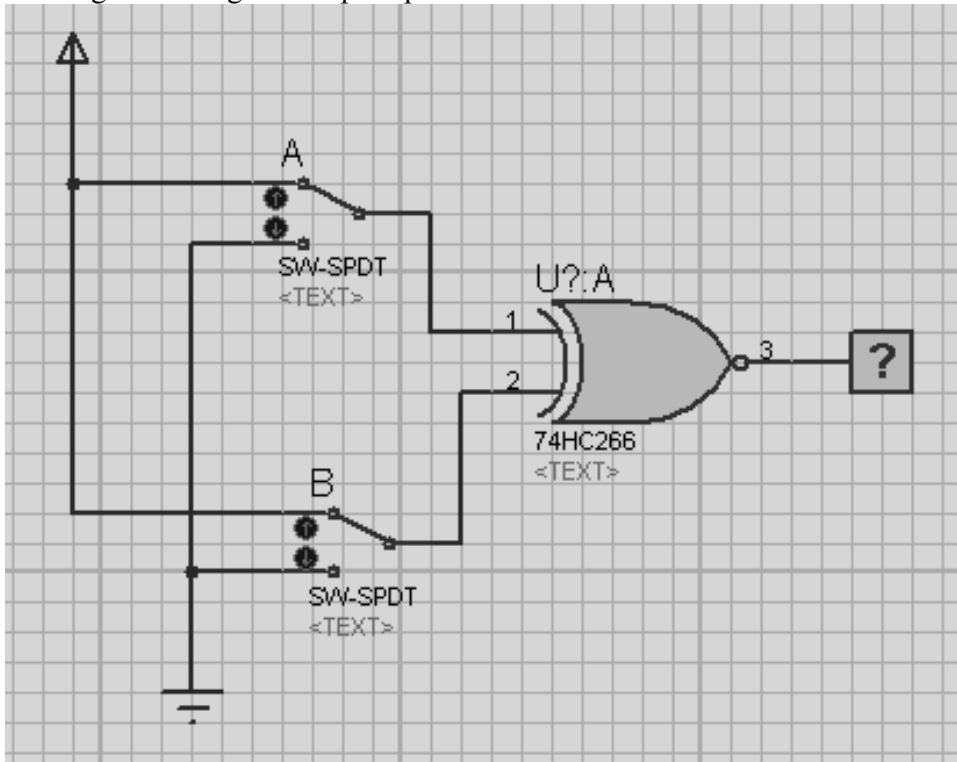 A
SW-SPDT
<TEXT>
U?:A
1
2
3
?
74HC266
<TEXT>
B
SW-SPDT
<TEXT>